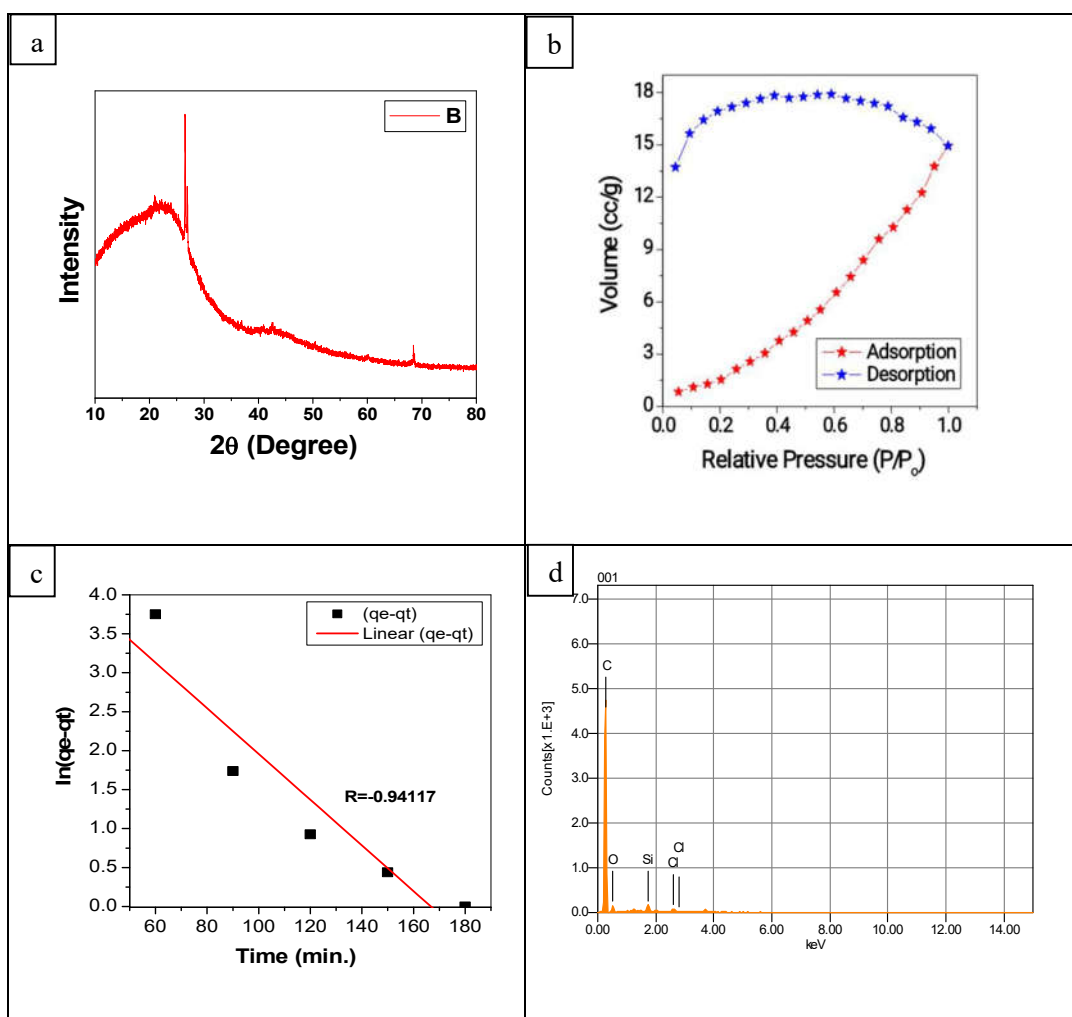 a
B
Intensity
10 20 30 40 50 60 70 80
2θ (Degree)
b
18
15
12
9
6
3
0
Volume (cc/g)
Adsorption
Desorption
0.0 0.2 0.4 0.6 0.8 1.0
Relative Pressure (P/P₀)
c
4.0
3.5
3.0
2.5
2.0
1.5
1.0
0.5
0.0
ln(qe-qt)
(qe-qt)
Linear (qe-qt)
R=-0.94117
60 80 100 120 140 160 180
Time (min.)
d
001
7.0
6.0
5.0
4.0
3.0
2.0
1.0
0.0
Counts[x1.E+3]
C
O
Si
Cl
Cl
0.00 2.00 4.00 6.00 8.00 10.00 12.00 14.00
keV